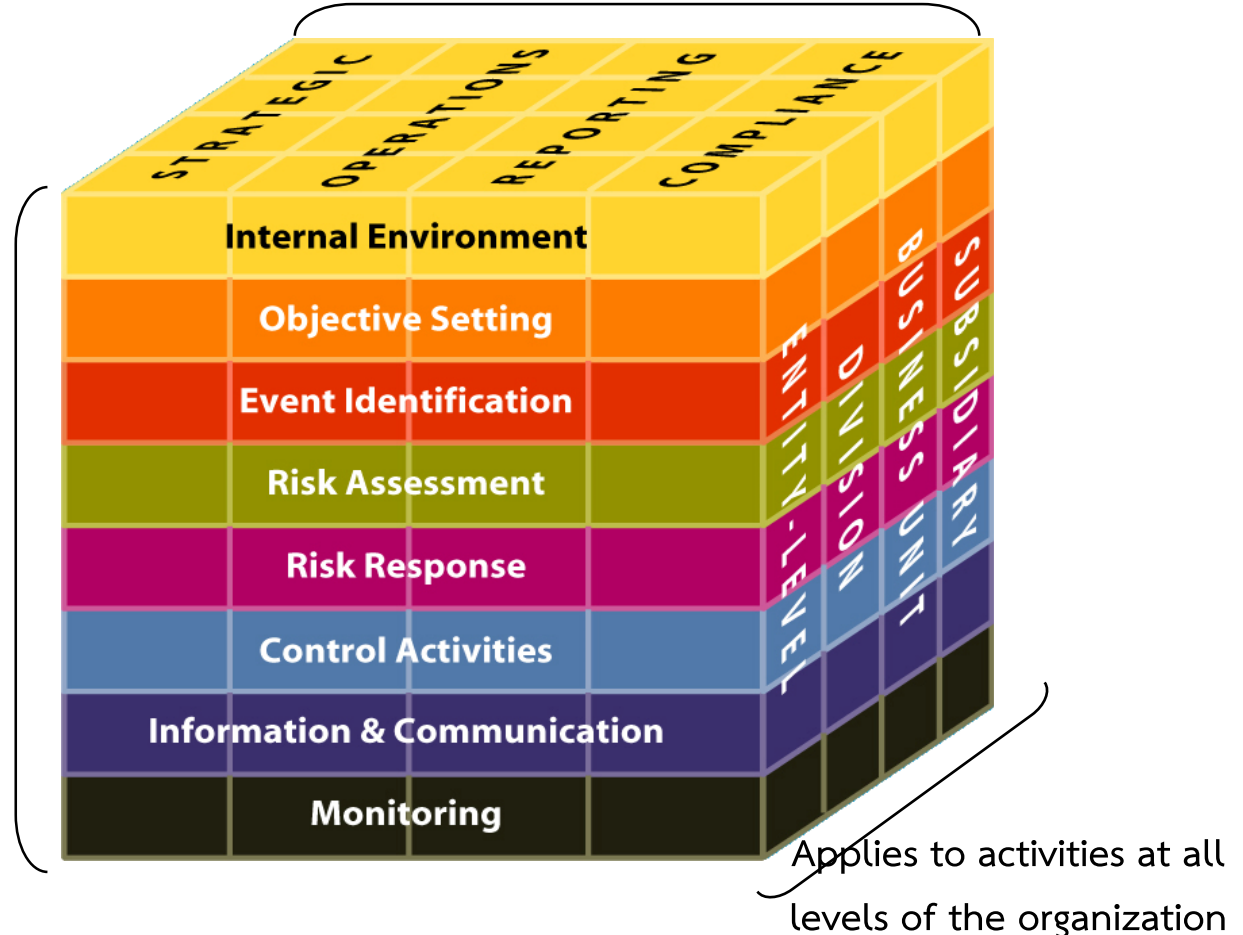 STRATEGIC
OPERATIONS
REPORTING
COMPLIANCE
Internal Environment
Objective Setting
Event Identification
Risk Assessment
Risk Response
Control Activities
Information & Communication
Monitoring
ENTITY-LEVEL
DIVISION
BUSINESS UNIT
SUBSIDIARY
Applies to activities at all
levels of the organization